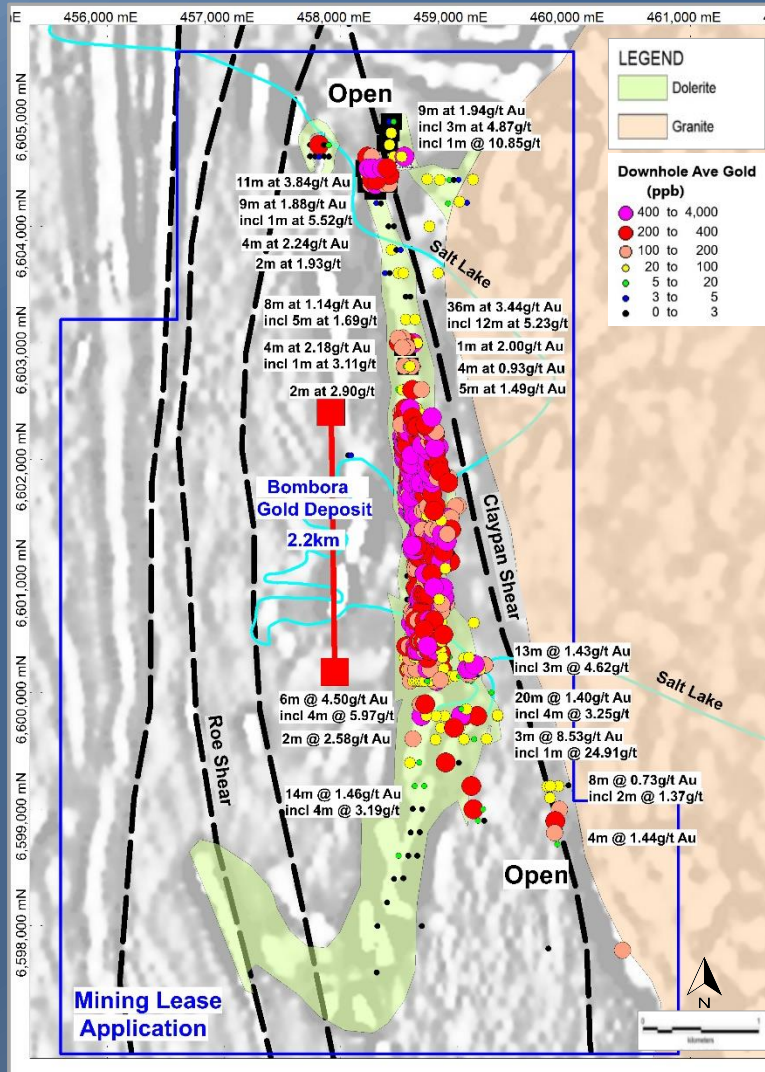 456,000 mE
457,000 mE
458,000 mE
459,000 mE
460,000 mE
461,000 mE
6,605,000 mN
6,604,000 mN
6,603,000 mN
6,602,000 mN
6,601,000 mN
6,600,000 mN
6,599,000 mN
6,598,000 mN
LEGEND
Dolerite
Granite
Downhole Ave Gold
(ppb)
400 to 4,000
200 to 400
100 to 200
20 to 100
5 to 20
3 to 5
0 to 3
Open
9m at 1.94g/t Au
incl 3m at 4.87g/t
incl 1m @ 10.85g/t
11m at 3.84g/t Au
9m at 1.88g/t Au
incl 1m at 5.52g/t
4m at 2.24g/t Au
2m at 1.93g/t
Salt Lake
8m at 1.14g/t Au
incl 5m at 1.69g/t
4m at 2.18g/t Au
incl 1m at 3.11g/t
2m at 2.90g/t
36m at 3.44g/t Au
incl 12m at 5.23g/t
1m at 2.00g/t Au
4m at 0.93g/t Au
5m at 1.49g/t Au
Bombora
Gold Deposit
2.2km
Claypan Shear
13m @ 1.43g/t Au
incl 3m @ 4.62g/t
20m @ 1.40g/t Au
incl 4m @ 3.25g/t
3m @ 8.53g/t Au
incl 1m @ 24.91g/t
Salt Lake
6m @ 4.50g/t Au
incl 4m @ 5.97g/t
2m @ 2.58g/t Au
14m @ 1.46g/t Au
incl 4m @ 3.19g/t
Roe Shear
8m @ 0.73g/t Au
incl 2m @ 1.37g/t
4m @ 1.44g/t Au
Open
Mining Lease
Application
N
0
1
kilometers